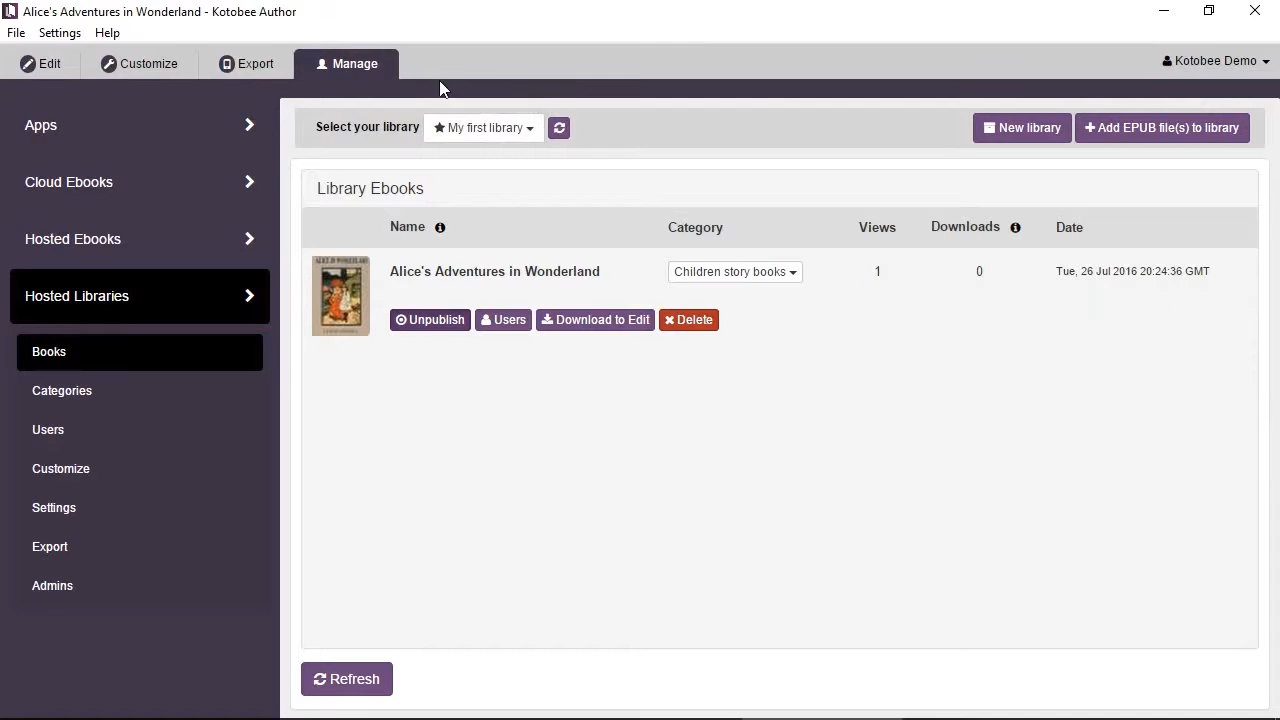 Alice's Adventures in Wonderland - Kotobee Author
File Settings Help
Edit Customize Export Manage Kotobee Demo
Apps
Cloud Ebooks
Hosted Ebooks
Hosted Libraries
Books
Categories
Users
Customize
Settings
Export
Admins
Select your library My first library New library Add EPUB file(s) to library
Library Ebooks
Name Category Views Downloads Date
Alice's Adventures in Wonderland Children story books 1 0 Tue, 26 Jul 2016 20:24:36 GMT
Unpublish Users Download to Edit Delete
Refresh